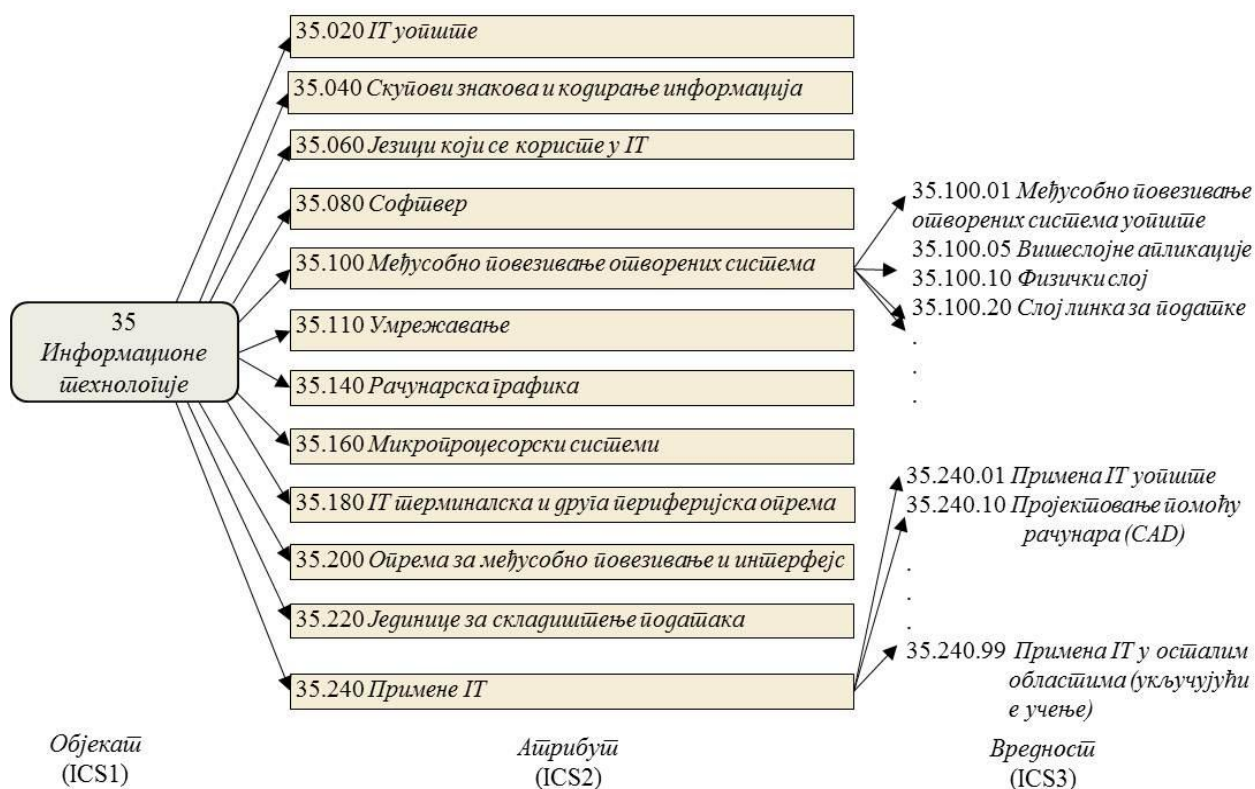 35
Информационе
технологије
35.020 IT уопште
35.040 Скупови знакова и кодирање информација
35.060 Језици који се користе у IT
35.080 Софтвер
35.100 Међусобно повезивање отворених система
35.110 Умрежавање
35.140 Рачунарска графика
35.160 Микропроцесорски системи
35.180 IT терминалска и друга периферијска опрема
35.200 Опрема за међусобно повезивање и интерфејс
35.220 Јединице за складиштење података
35.240 Примене IT
35.100.01 Међусобно повезивање
отворених система уопште
35.100.05 Вишеслојне апликације
35.100.10 Физички слој
35.100.20 Слој линка за податке
.
.
.
35.240.01 Примена IT уопште
35.240.10 Пројектовање помоћу
рачунара (CAD)
.
.
.
35.240.99 Примена IT у осталим
областима (укључујући
е учење)
Објекат
(ICS1)
Атрибут
(ICS2)
Вредност
(ICS3)